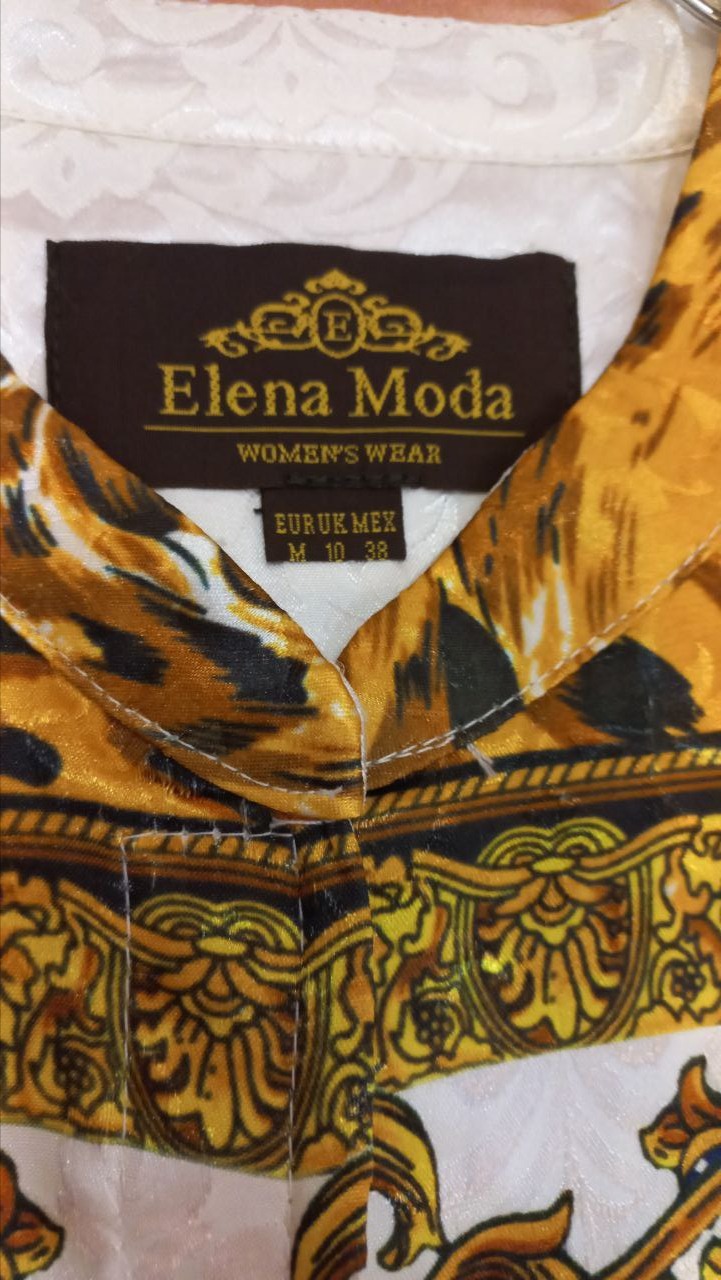 E
Elena Moda
WOMEN'S WEAR
EUR UK MEX
M 10 38